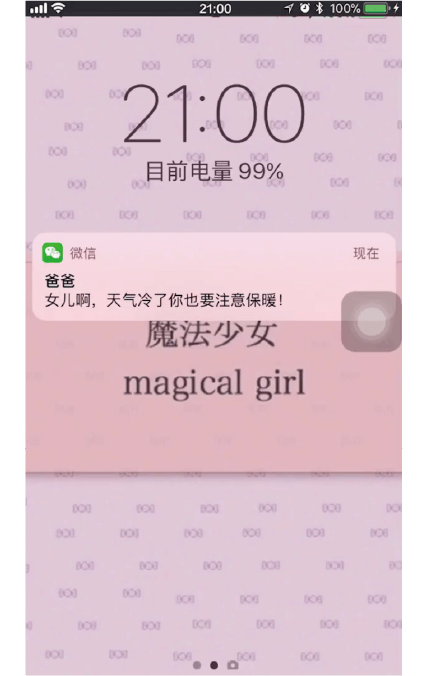 21:00
100%
21:00
目前电量 99%
微信
现在
爸爸
女儿啊，天气冷了你也要注意保暖！
魔法少女
magical girl